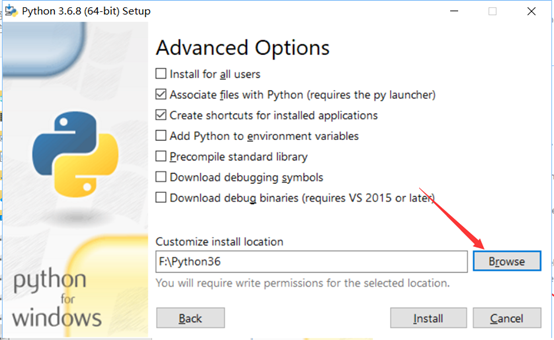 Python 3.6.8 (64-bit) Setup
Advanced Options
Install for all users
Associate files with Python (requires the py launcher)
Create shortcuts for installed applications
Add Python to environment variables
Precompile standard library
Download debugging symbols
Download debug binaries (requires VS 2015 or later)
Customize install location
F:\Python36
Browse
You will require write permissions for the selected location.
python
for
windows
Back
Install
Cancel